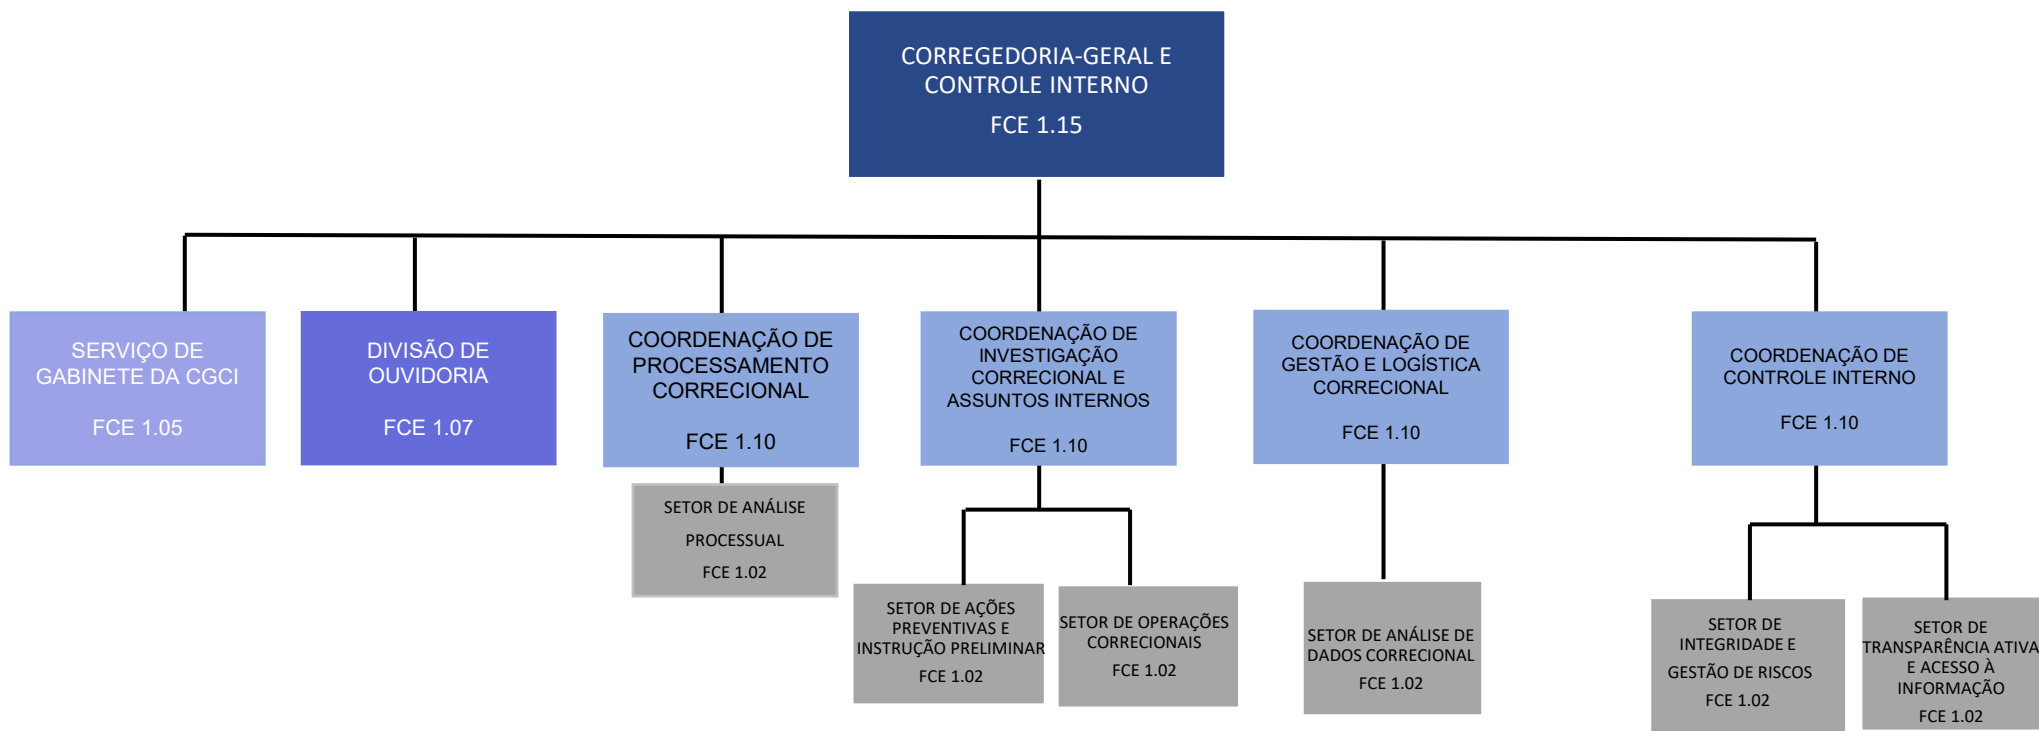 CORREGEDORIA-GERAL E
CONTROLE INTERNO
FCE 1.15
SERVIÇO DE
GABINETE DA CGCI
FCE 1.05
DIVISÃO DE
OUVIDORIA
FCE 1.07
COORDENAÇÃO DE
PROCESSAMENTO
CORRECIONAL
FCE 1.10
COORDENAÇÃO DE
INVESTIGAÇÃO
CORRECIONAL E
ASSUNTOS INTERNOS
FCE 1.10
COORDENAÇÃO DE
GESTÃO E LOGÍSTICA
CORRECIONAL
FCE 1.10
COORDENAÇÃO DE
CONTROLE INTERNO
FCE 1.10
SETOR DE ANÁLISE
PROCESSUAL
FCE 1.02
SETOR DE AÇÕES
PREVENTIVAS E
INSTRUÇÃO PRELIMINAR
FCE 1.02
SETOR DE OPERAÇÕES
CORRECIONAIS
FCE 1.02
SETOR DE ANÁLISE DE
DADOS CORRECIONAL
FCE 1.02
SETOR DE
INTEGRIDADE E
GESTÃO DE RISCOS
FCE 1.02
SETOR DE
TRANSPARÊNCIA ATIVA
E ACESSO À
INFORMAÇÃO
FCE 1.02